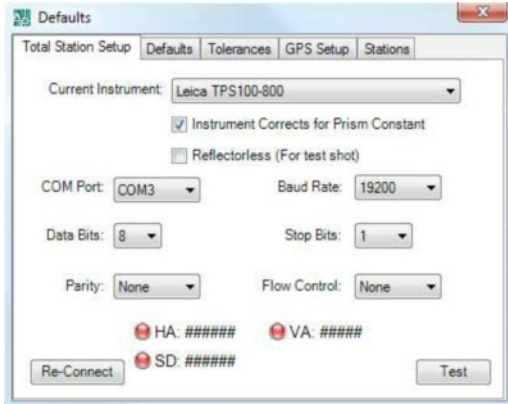 Defaults
Total Station Setup Defaults Tolerances GPS Setup Stations
Current Instrument: Leica TPS100-800
Instrument Corrects for Prism Constant
Reflectorless (For test shot)
COM Port: COM3 Baud Rate: 19200
Data Bits: 8 Stop Bits: 1
Parity: None Flow Control: None
HA: ###### VA: #####
SD: ######
Re-Connect Test